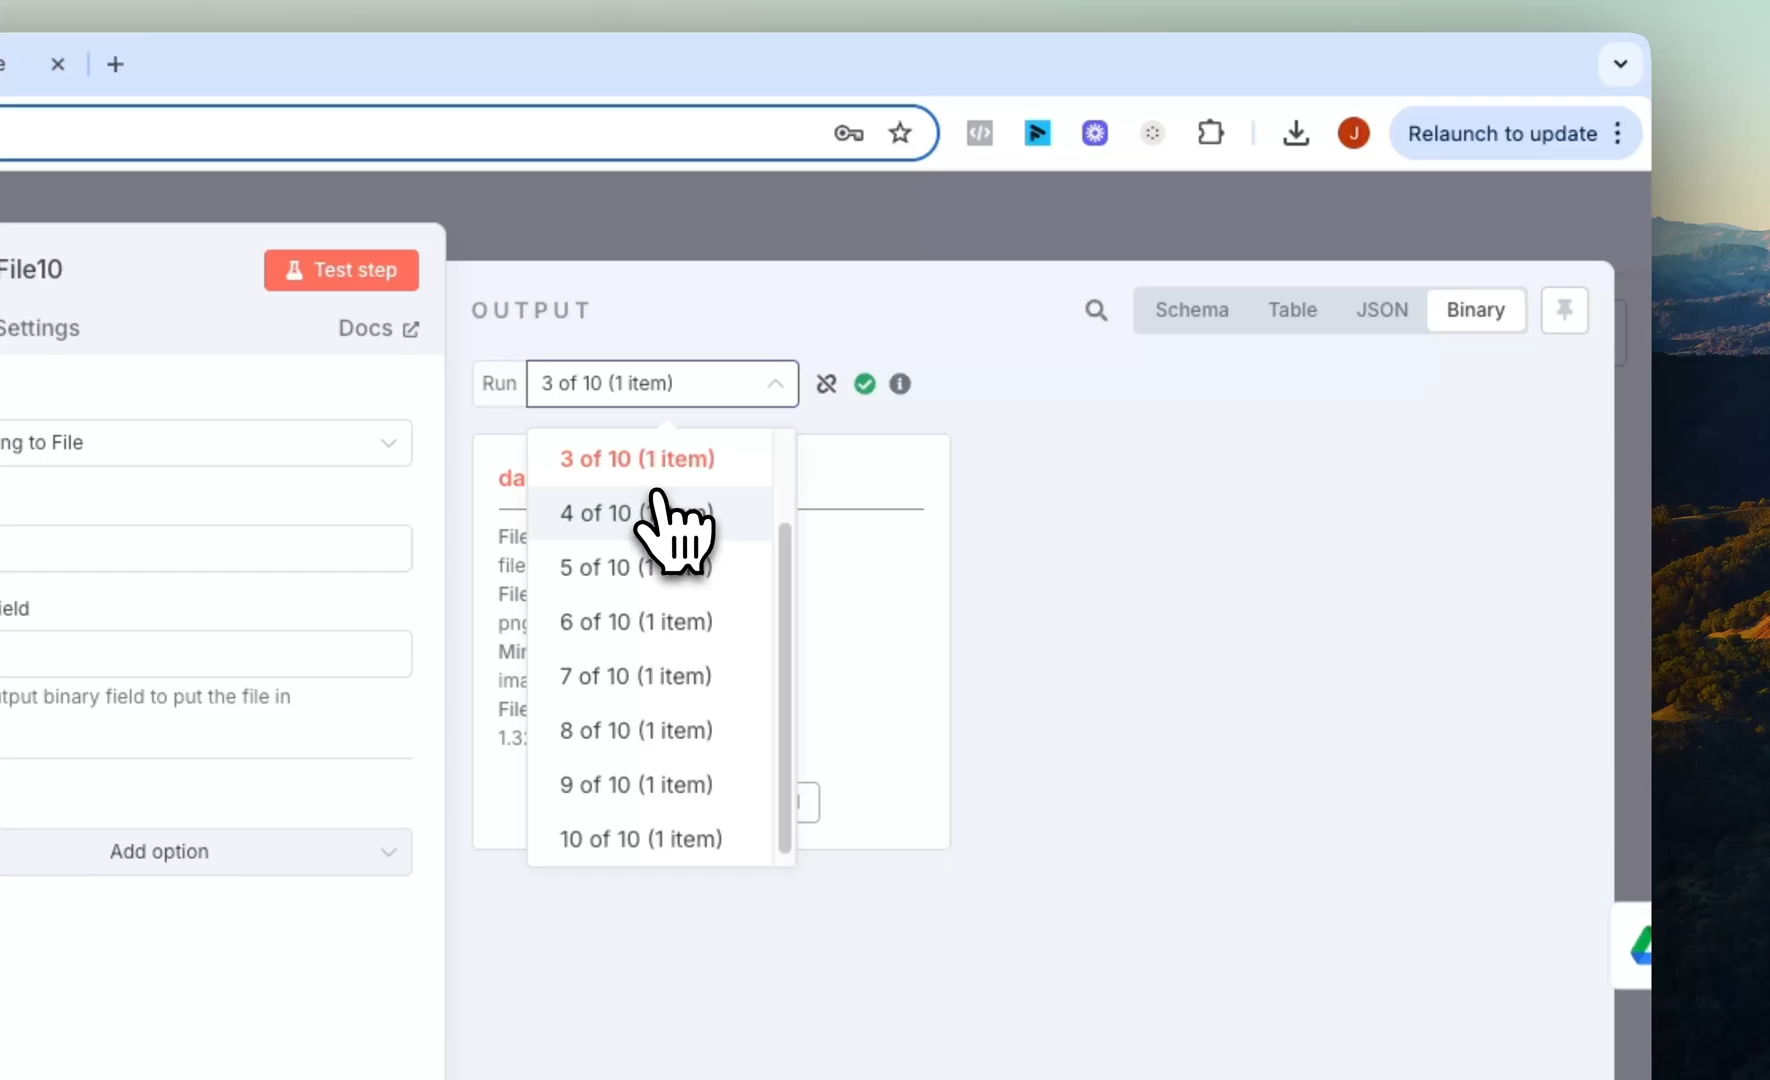 e
J
Relaunch to update
File10
Test step
Settings
Docs
ng to File
ield
tput binary field to put the file in
Add option
OUTPUT
Schema
Table
JSON
Binary
Run
3 of 10 (1 item)
da
File
file
File
png
ima
File
3 of 10 (1 item)
4 of 10
5 of 10
6 of 10 (1 item)
7 of 10 (1 item)
8 of 10 (1 item)
9 of 10 (1 item)
10 of 10 (1 item)